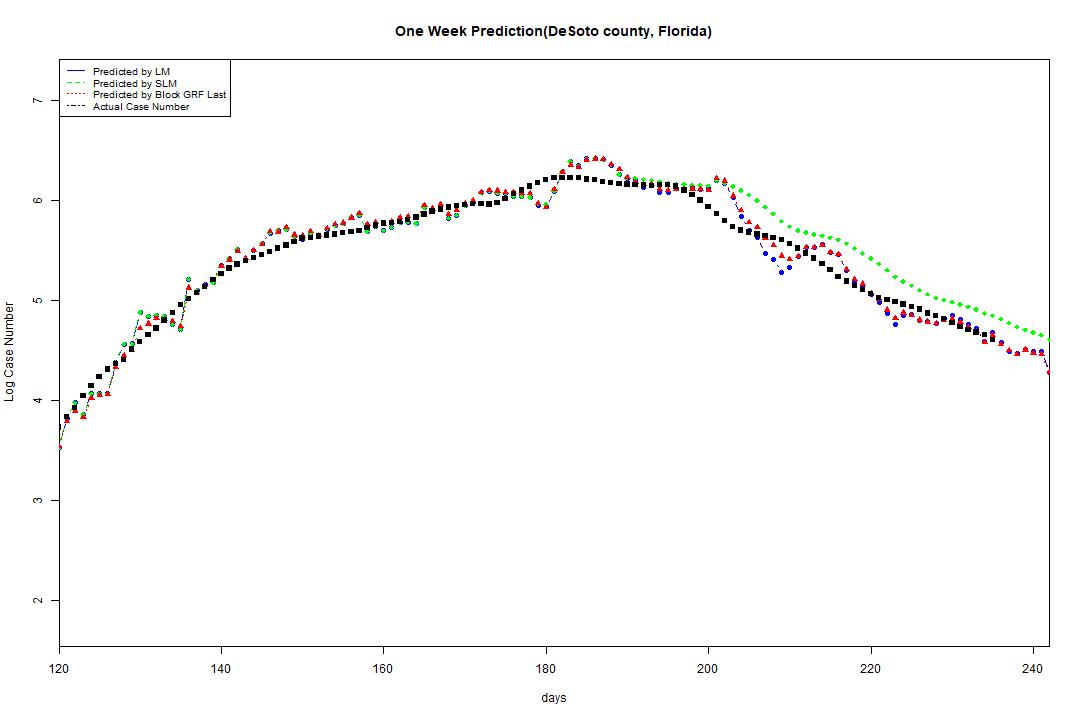 One Week Prediction(DeSoto county, Florida)
Predicted by LM
Predicted by SLM
Predicted by Block GRF Last
Actual Case Number
7
6
5
4
3
2
Log Case Number
120 140 160 180 200 220 240
days